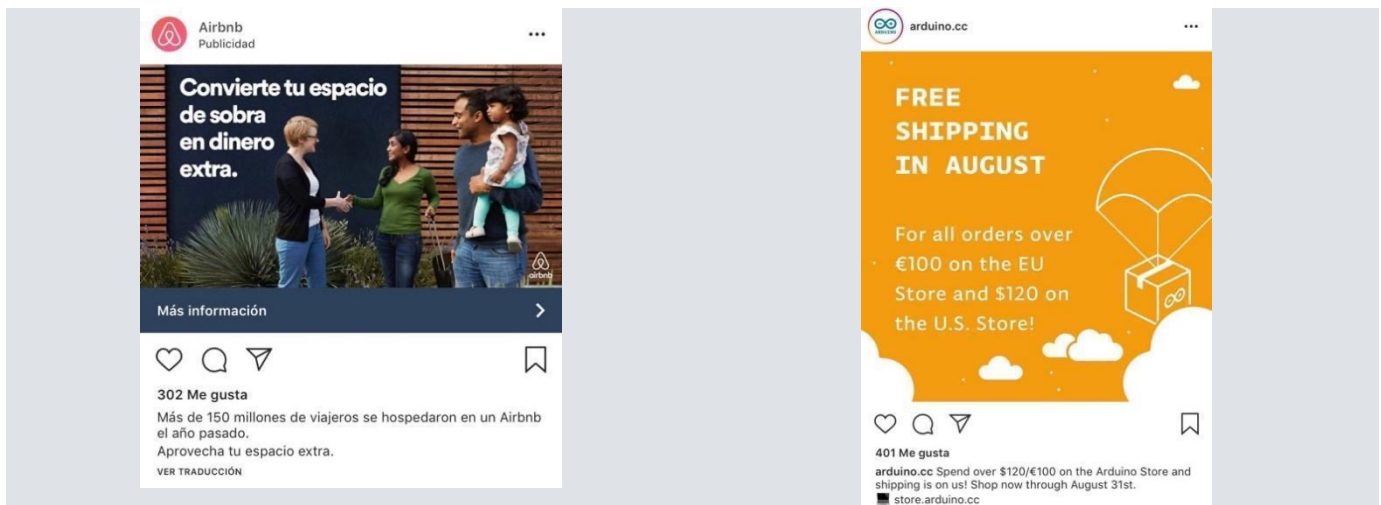 Airbnb
Publicidad
Convierte tu espacio
de sobra
en dinero
extra.
airbnb
Más información
302 Me gusta
Más de 150 millones de viajeros se hospedaron en un Airbnb
el año pasado.
Aprovecha tu espacio extra.
VER TRADUCCIÓN
ARDUINO
arduino.cc
FREE
SHIPPING
IN AUGUST
For all orders over
€100 on the EU
Store and $120 on
the U.S. Store!
401 Me gusta
arduino.cc Spend over $120/€100 on the Arduino Store and
shipping is on us! Shop now through August 31st.
store.arduino.cc